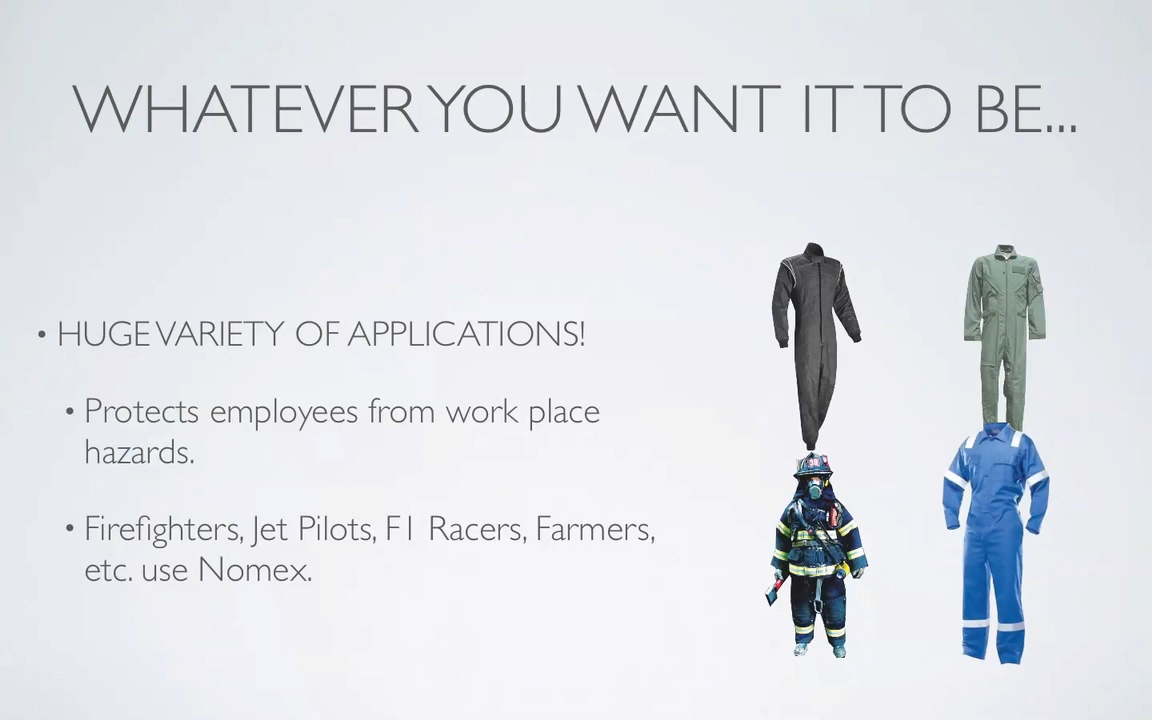 WHATEVER YOU WANT IT TO BE...
• HUGE VARIETY OF APPLICATIONS!
• Protects employees from work place
hazards.
• Firefighters, Jet Pilots, F1 Racers, Farmers,
etc. use Nomex.